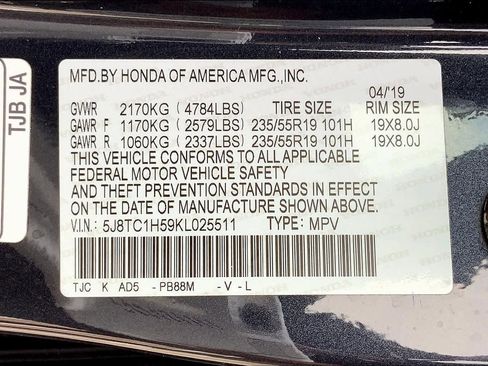 TJB JA
MFD.BY HONDA OF AMERICA MFG.,INC.
04/'19
GVWR 2170KG (4784LBS) TIRE SIZE RIM SIZE
GAWR F 1170KG (2579LBS) 235/55R19 101H 19X8.0J
GAWR R 1060KG (2337LBS) 235/55R19 101H 19X8.0J
THIS VEHICLE CONFORMS TO ALL APPLICABLE
FEDERAL MOTOR VEHICLE SAFETY
AND THEFT PREVENTION STANDARDS IN EFFECT
ON THE DATE OF MANUFACTURE SHOWN ABOVE.
V.I.N.: 5J8TC1H59KL025511 TYPE: MPV
TJC K AD5 -PB88M -V-L